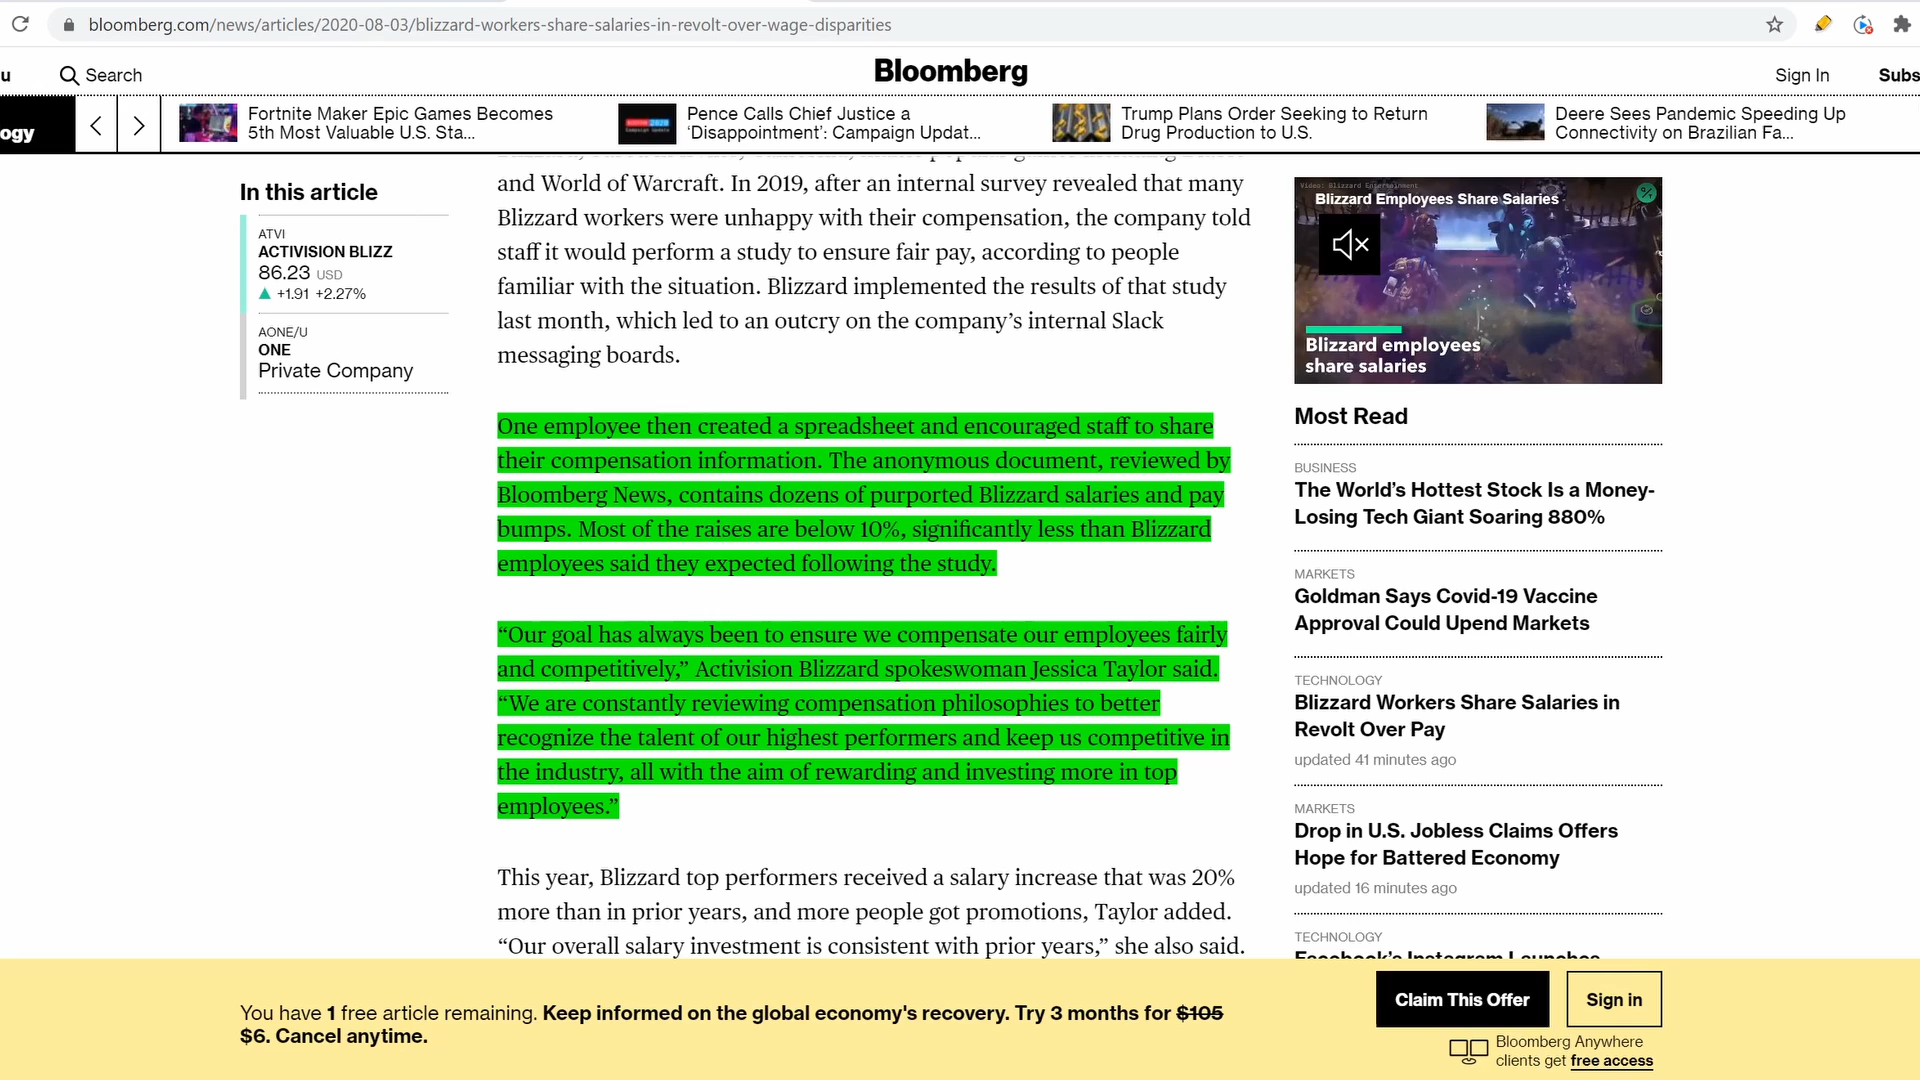 bloomberg.com/news/articles/2020-08-03/blizzard-workers-share-salaries-in-revolt-over-wage-disparities
u
Search
Bloomberg
Sign In
Subs
ogy
Fortnite Maker Epic Games Becomes
5th Most Valuable U.S. Sta...
Pence Calls Chief Justice a
‘Disappointment’: Campaign Updat...
Trump Plans Order Seeking to Return
Drug Production to U.S.
Deere Sees Pandemic Speeding Up
Connectivity on Brazilian Fa...
In this article
ATVI
ACTIVISION BLIZZ
86.23 USD
▲ +1.91 +2.27%
AONE/U
ONE
Private Company
and World of Warcraft. In 2019, after an internal survey revealed that many
Blizzard workers were unhappy with their compensation, the company told
staff it would perform a study to ensure fair pay, according to people
familiar with the situation. Blizzard implemented the results of that study
last month, which led to an outcry on the company’s internal Slack
messaging boards.
One employee then created a spreadsheet and encouraged staff to share
their compensation information. The anonymous document, reviewed by
Bloomberg News, contains dozens of purported Blizzard salaries and pay
bumps. Most of the raises are below 10%, significantly less than Blizzard
employees said they expected following the study.
“Our goal has always been to ensure we compensate our employees fairly
and competitively,” Activision Blizzard spokeswoman Jessica Taylor said.
“We are constantly reviewing compensation philosophies to better
recognize the talent of our highest performers and keep us competitive in
the industry, all with the aim of rewarding and investing more in top
employees.”
This year, Blizzard top performers received a salary increase that was 20%
more than in prior years, and more people got promotions, Taylor added.
“Our overall salary investment is consistent with prior years,” she also said.
Video: Blizzard Entertainment
Blizzard Employees Share Salaries
Blizzard employees
share salaries
Most Read
BUSINESS
The World’s Hottest Stock Is a Money-
Losing Tech Giant Soaring 880%
MARKETS
Goldman Says Covid-19 Vaccine
Approval Could Upend Markets
TECHNOLOGY
Blizzard Workers Share Salaries in
Revolt Over Pay
updated 41 minutes ago
MARKETS
Drop in U.S. Jobless Claims Offers
Hope for Battered Economy
updated 16 minutes ago
TECHNOLOGY
Facebook’s Instagram Launches
You have 1 free article remaining. Keep informed on the global economy's recovery. Try 3 months for $105
$6. Cancel anytime.
Claim This Offer
Sign in
Bloomberg Anywhere
clients get free access